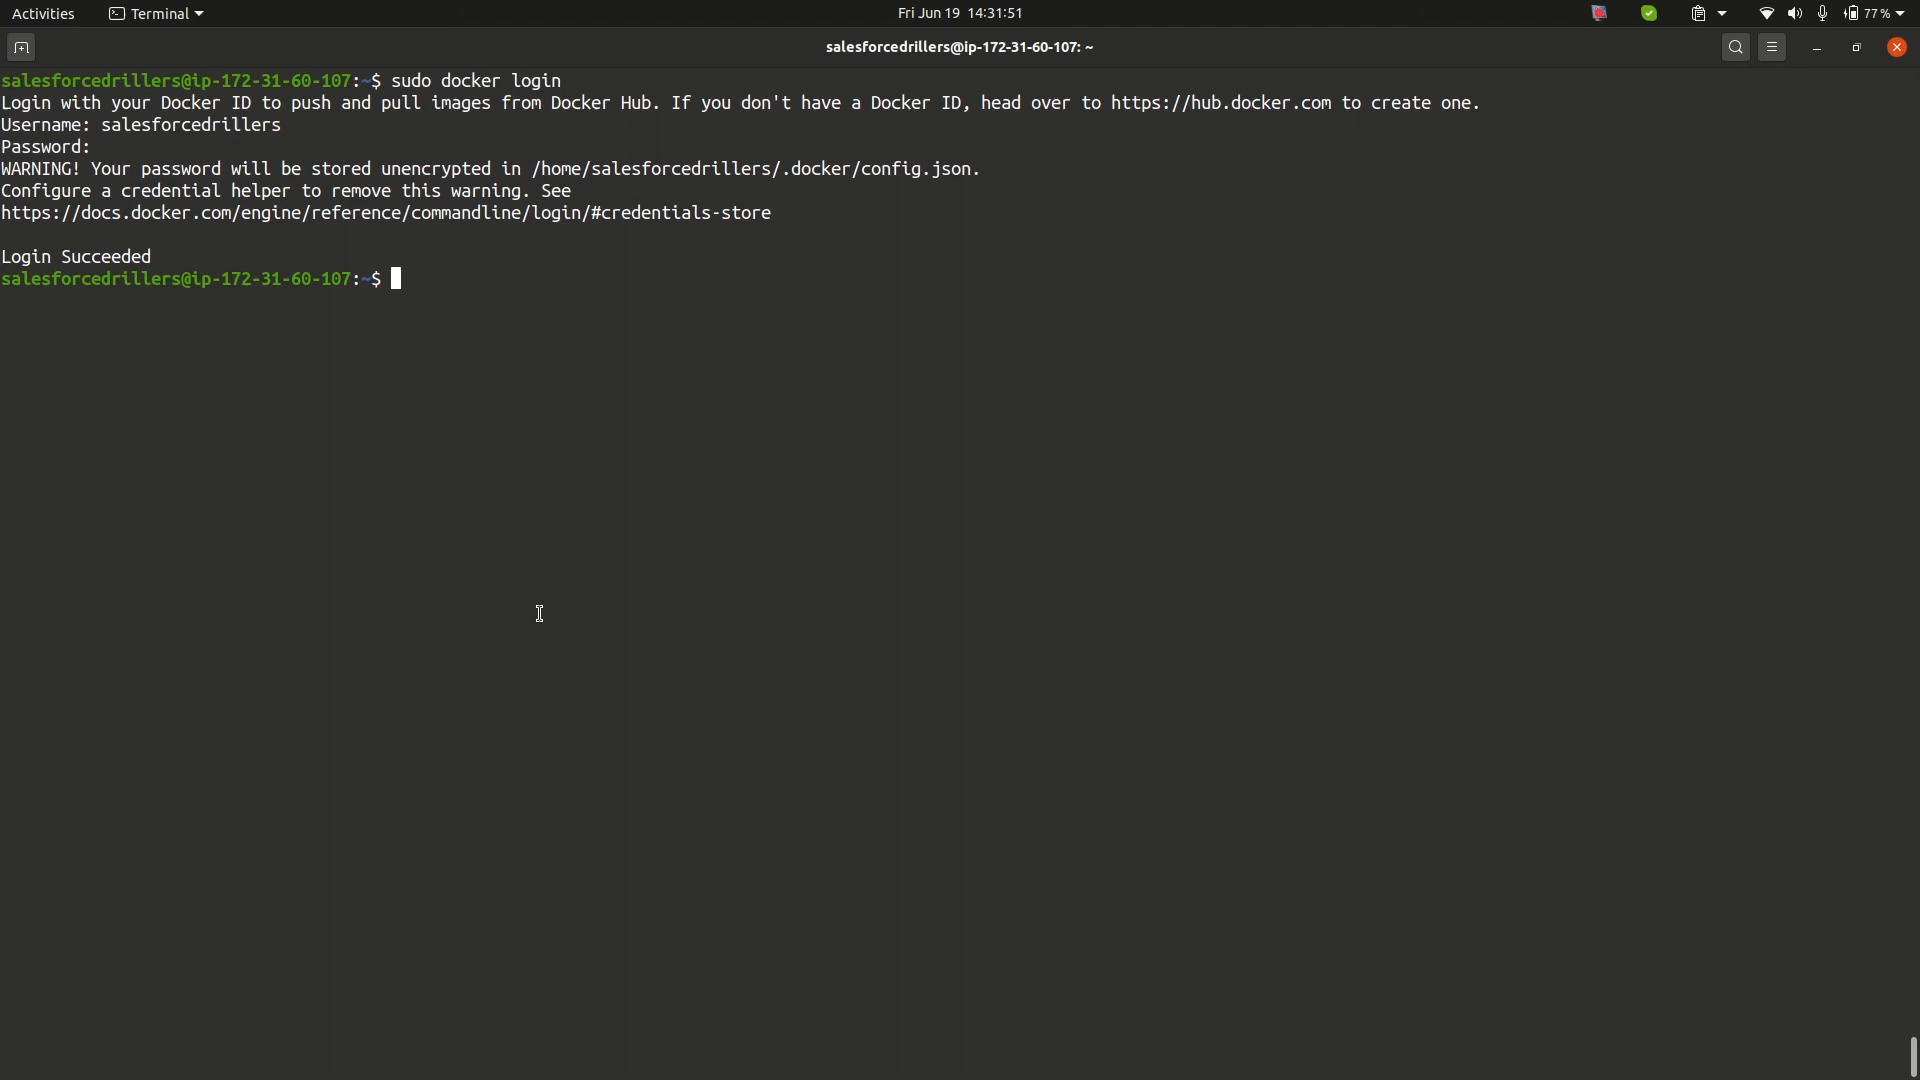 Activities Terminal Fri Jun 19 14:31:51 77 %
salesforcedrillers@ip-172-31-60-107: ~
salesforcedrillers@ip-172-31-60-107:~$ sudo docker login
Login with your Docker ID to push and pull images from Docker Hub. If you don't have a Docker ID, head over to https://hub.docker.com to create one.
Username: salesforcedrillers
Password:
WARNING! Your password will be stored unencrypted in /home/salesforcedrillers/.docker/config.json.
Configure a credential helper to remove this warning. See
https://docs.docker.com/engine/reference/commandline/login/#credentials-store
Login Succeeded
salesforcedrillers@ip-172-31-60-107:~$